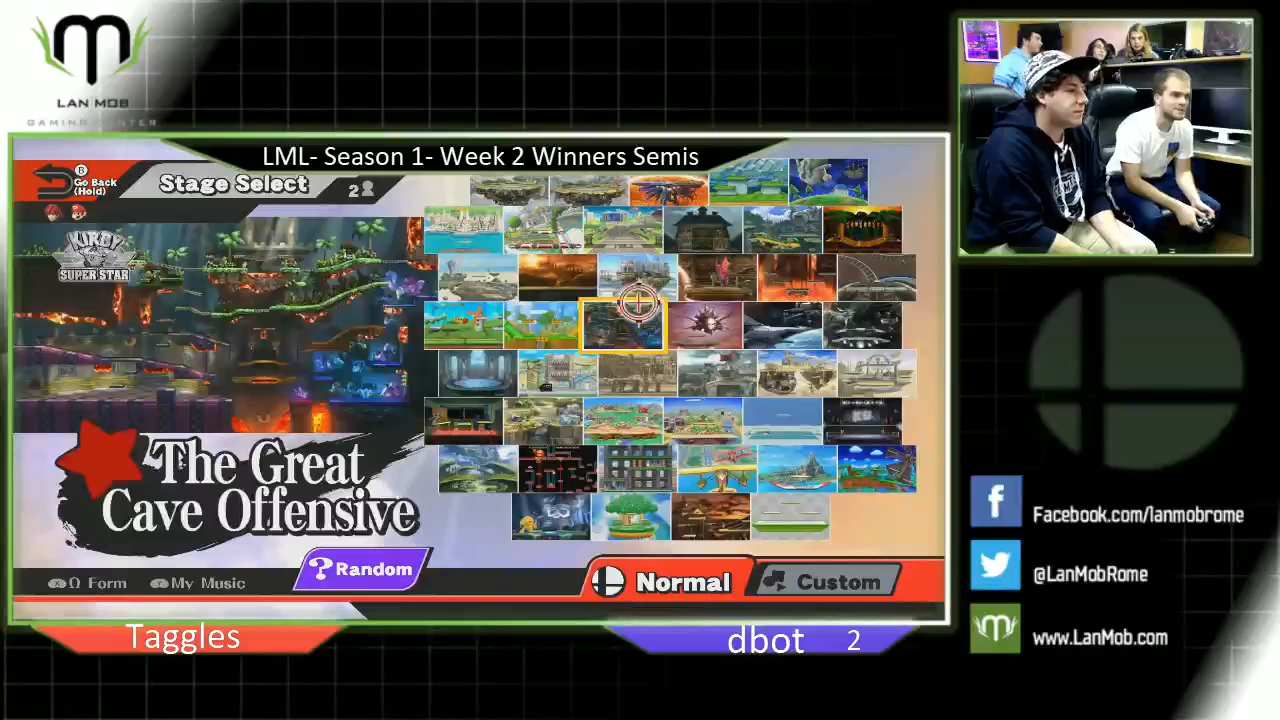 LAN MOB
GAMING CENTER
LML- Season 1- Week 2 Winners Semis
B
Go Back
(Hold)
Stage Select
2
KIRBY
SUPER STAR
The Great
Cave Offensive
Ω Form
My Music
? Random
Normal
Custom
Taggles
dbot
2
f
Facebook.com/lanmobrome
@LanMobRome
www.LanMob.com